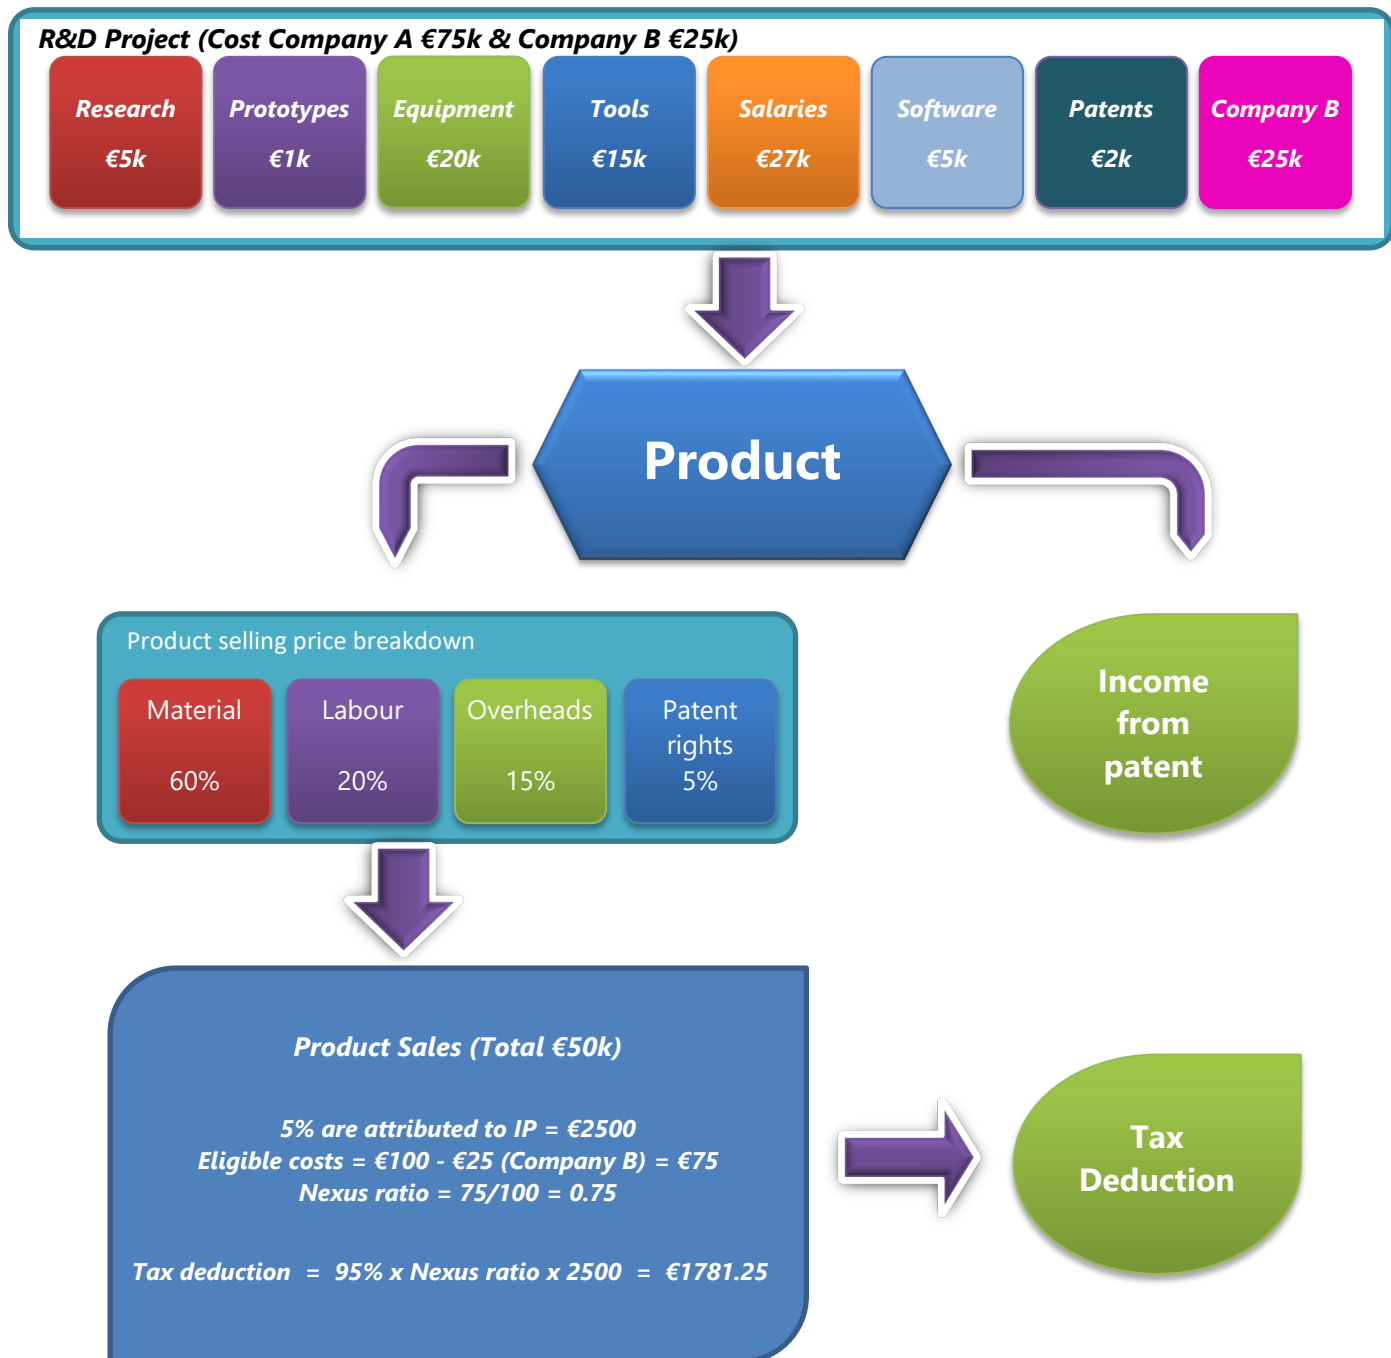 R&D Project (Cost Company A €75k & Company B €25k)
Research
€5k
Prototypes
€1k
Equipment
€20k
Tools
€15k
Salaries
€27k
Software
€5k
Patents
€2k
Company B
€25k
Product
Product selling price breakdown
Material
60%
Labour
20%
Overheads
15%
Patent
rights
5%
Income
from
patent
Product Sales (Total €50k)
5% are attributed to IP = €2500
Eligible costs = €100 - €25 (Company B) = €75
Nexus ratio = 75/100 = 0.75
Tax deduction = 95% x Nexus ratio x 2500 = €1781.25
Tax
Deduction